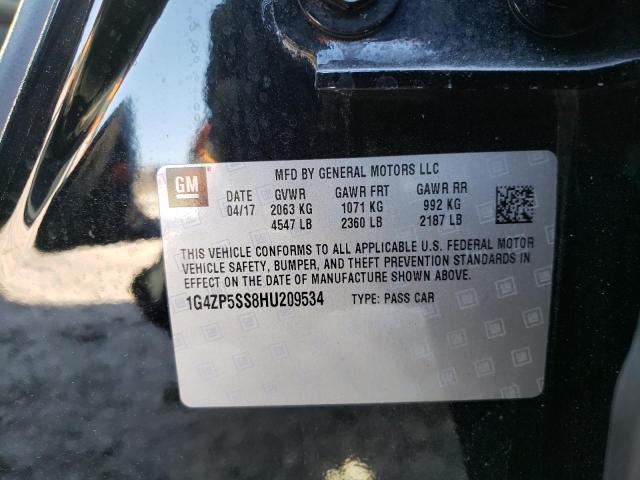 MFD BY GENERAL MOTORS LLC
GM
DATE GVWR GAWR FRT GAWR RR
04/17 2063 KG 1071 KG 992 KG
4547 LB 2360 LB 2187 LB
THIS VEHICLE CONFORMS TO ALL APPLICABLE U.S. FEDERAL MOTOR
VEHICLE SAFETY, BUMPER, AND THEFT PREVENTION STANDARDS IN
EFFECT ON THE DATE OF MANUFACTURE SHOWN ABOVE.
1G4ZP5SS8HU209534 TYPE: PASS CAR